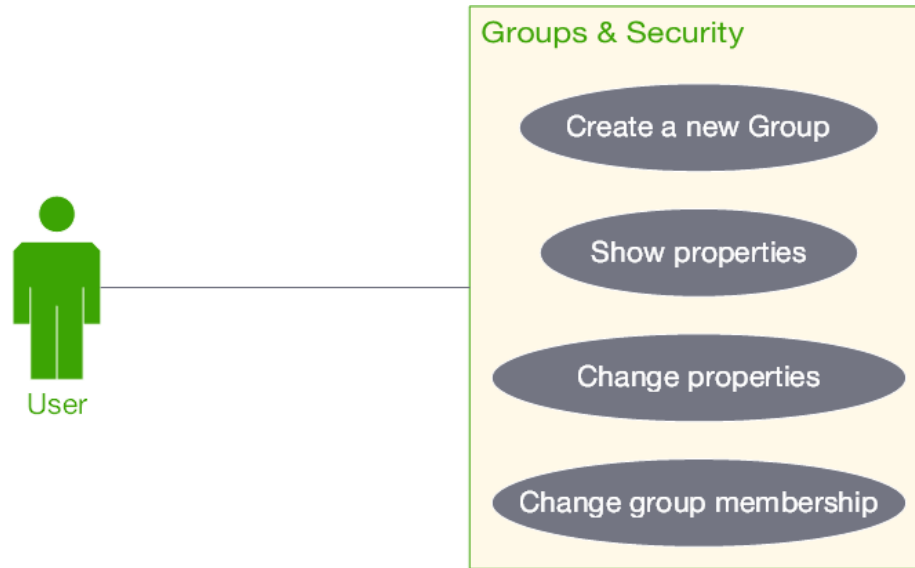 Groups & Security
Create a new Group
Show properties
Change properties
User
Change group membership